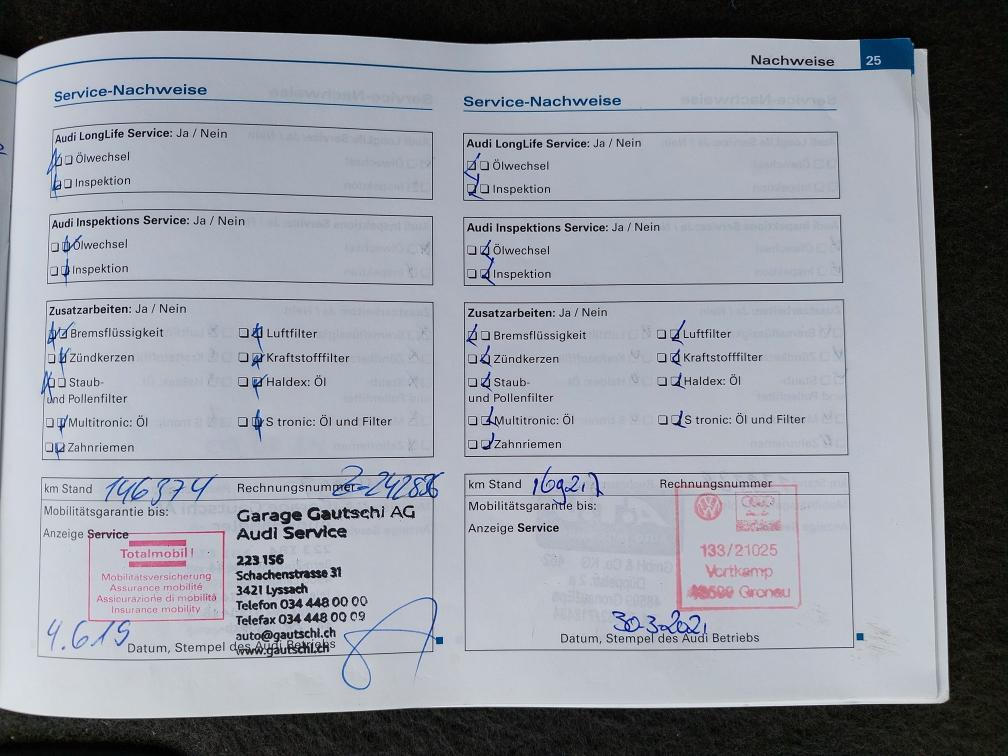 Nachweise 25
Service-Nachweise
Audi LongLife Service: Ja / Nein
Ölwechsel
Inspektion
Audi Inspektions Service: Ja / Nein
Ölwechsel
Inspektion
Zusatzarbeiten: Ja / Nein
Bremsflüssigkeit Luftfilter
Zündkerzen Kraftstofffilter
Staub- Haldex: Öl
und Pollenfilter
Multitronic: Öl S tronic: Öl und Filter
Zahnriemen
km Stand 146374 Rechnungsnummer
Mobilitätsgarantie bis:
Anzeige Service
Totalmobil!
Mobilitätsversicherung
Assurance mobilité
Assicurazione di mobilità
Insurance mobility
Garage Gautschi AG
Audi Service
223 156
Schachenstrasse 31
3421 Lyssach
Telefon 034 448 00 00
Telefax 034 448 00 09
auto@gautschi.ch
www.gautschi.ch
4.6.19
Datum, Stempel des Audi Betriebs
Service-Nachweise
Audi LongLife Service: Ja / Nein
Ölwechsel
Inspektion
Audi Inspektions Service: Ja / Nein
Ölwechsel
Inspektion
Zusatzarbeiten: Ja / Nein
Bremsflüssigkeit Luftfilter
Zündkerzen Kraftstofffilter
Staub- Haldex: Öl
und Pollenfilter
Multitronic: Öl S tronic: Öl und Filter
Zahnriemen
km Stand Rechnungsnummer
Mobilitätsgarantie bis:
Anzeige Service
133/21025
Vortkamp
48599 Gronau
30.3.2021
Datum, Stempel des Audi Betriebs